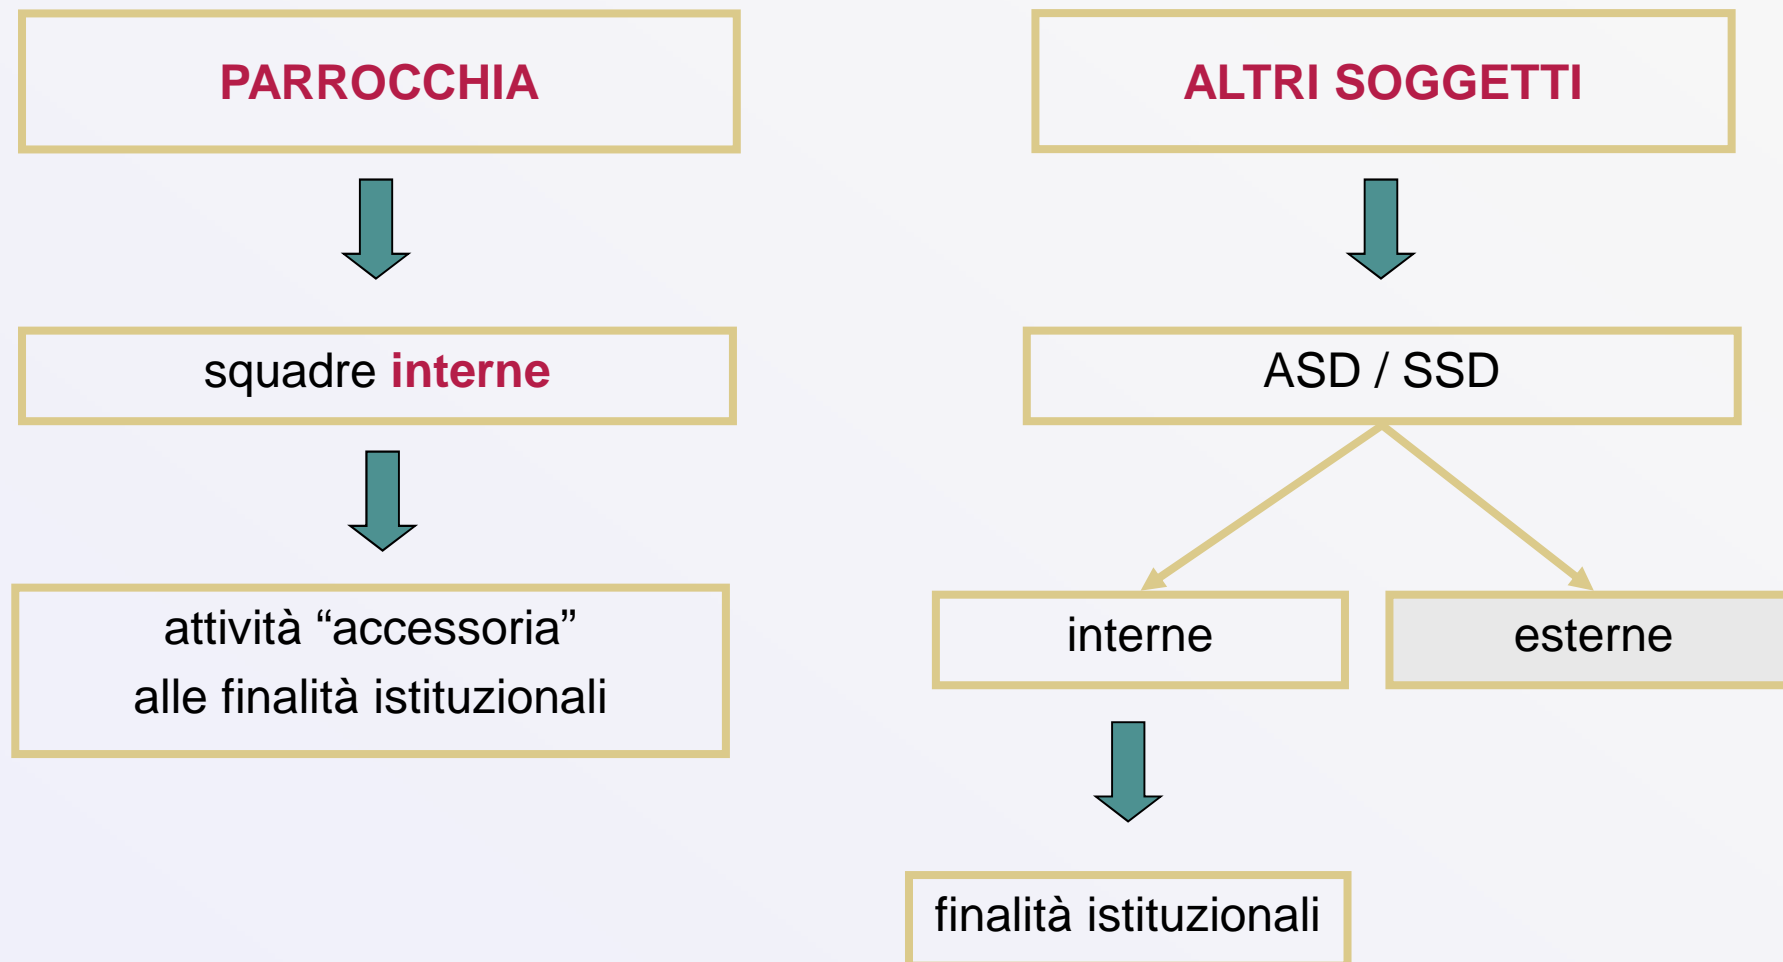 PARROCCHIA
ALTRI SOGGETTI
squadre interne
ASD / SSD
attività “accessoria”
alle finalità istituzionali
interne
esterne
finalità istituzionali